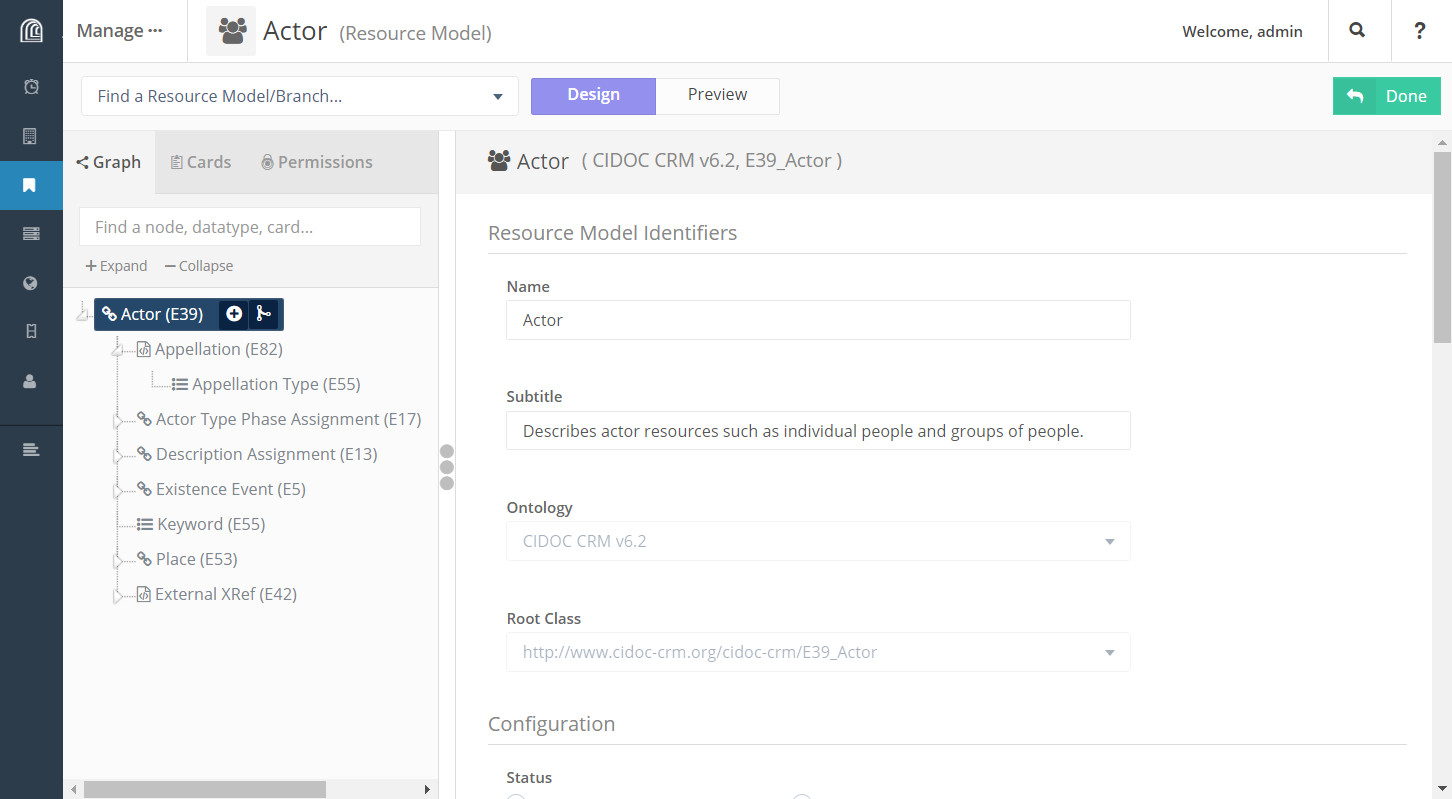 Manage
Actor (Resource Model)
Welcome, admin
?
Find a Resource Model/Branch...
Design
Preview
Done
Graph
Cards
Permissions
Find a node, datatype, card...
+ Expand
− Collapse
Actor (E39)
Appellation (E82)
Appellation Type (E55)
Actor Type Phase Assignment (E17)
Description Assignment (E13)
Existence Event (E5)
Keyword (E55)
Place (E53)
External XRef (E42)
Actor ( CIDOC CRM v6.2, E39_Actor )
Resource Model Identifiers
Name
Actor
Subtitle
Describes actor resources such as individual people and groups of people.
Ontology
CIDOC CRM v6.2
Root Class
http://www.cidoc-crm.org/cidoc-crm/E39_Actor
Configuration
Status